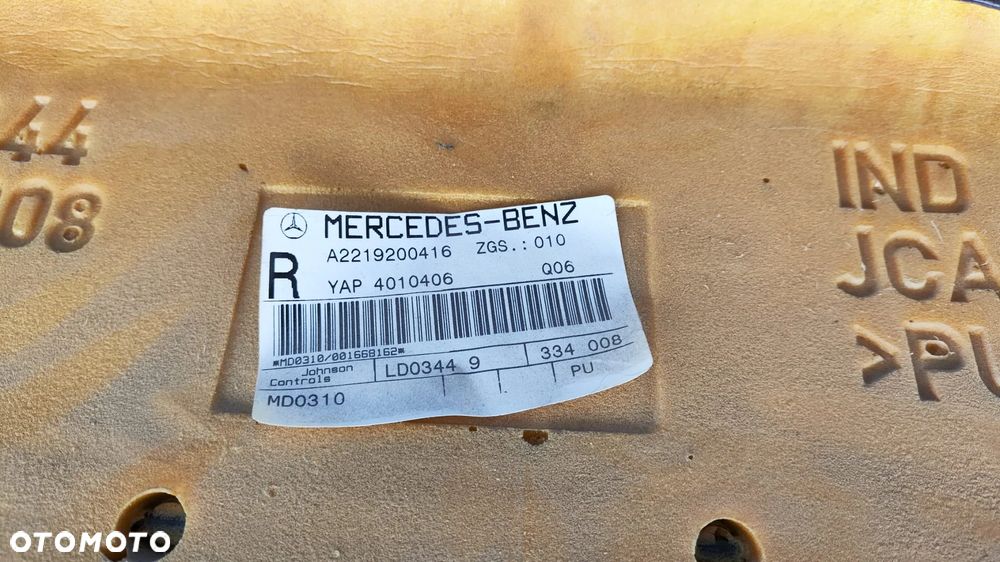 44
008
MERCEDES-BENZ
A2219200416 ZGS.:010
R
YAP 4010406 Q06
*MD0310/001668162*
Johnson
Controls
LD0344 9
334 008
MD0310
PU
IND
JCA
>PU
OTOMOTO